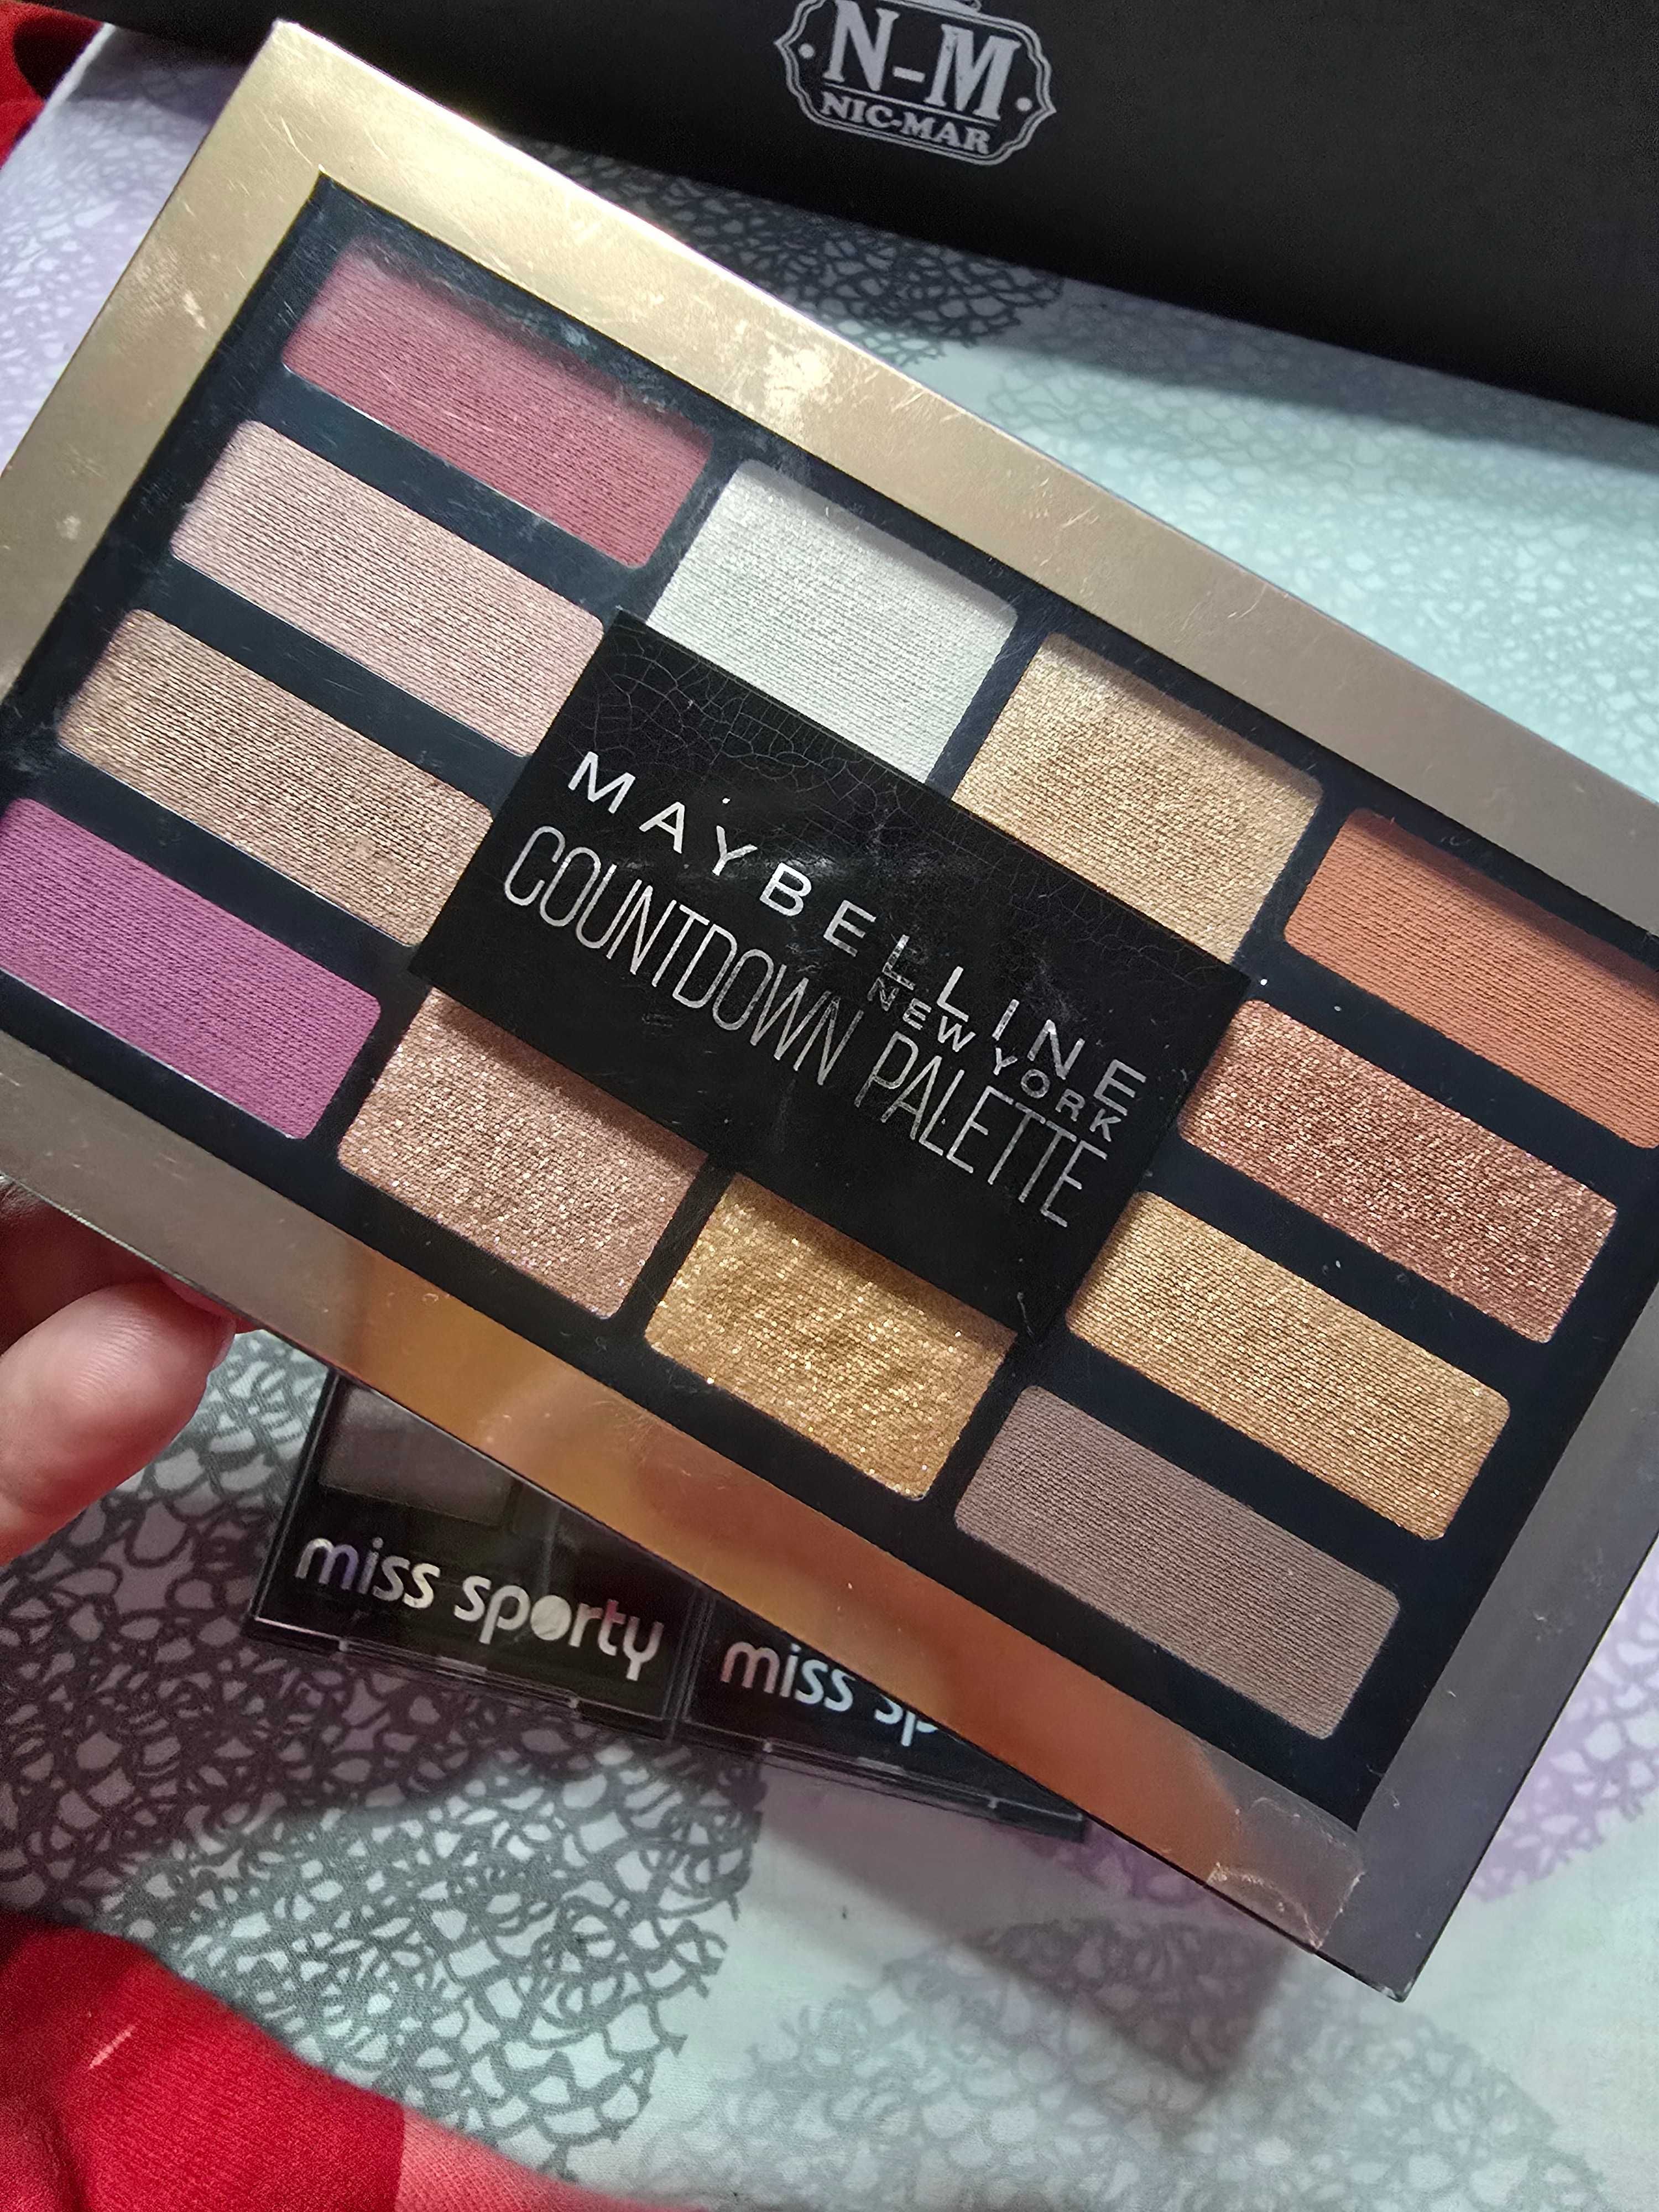 N-M
NIC-MAR
MAYBELLINE
NEW YORK
COUNTDOWN PALETTE
miss sporty
miss sp